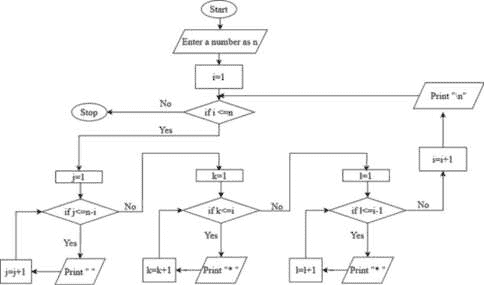 Start
Enter a number as n
i=1
Print "\n"
if i <=n
No
Stop
Yes
i=i+1
j=1
k=1
l=1
if j<=n-i
No
if k<=i
No
if l<=i-1
No
Yes
Yes
Yes
j=j+1
Print " "
k=k+1
Print "* "
l=l+1
Print "* "